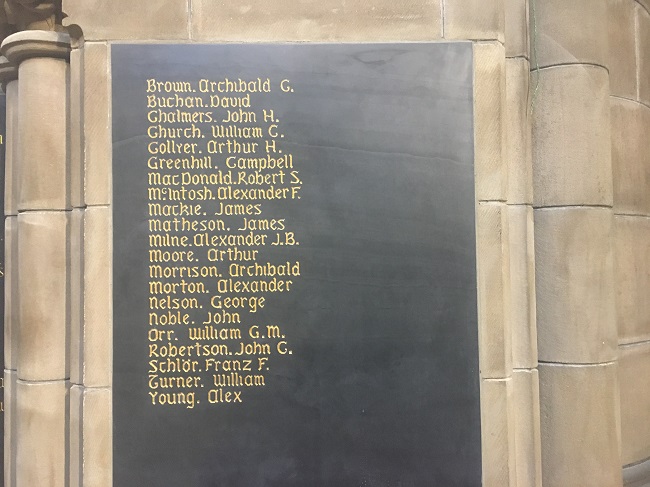 Brown. Archibald C.
Buchan. David
Chalmers. John H.
Church. William C.
Collyer. Arthur H.
Greenhill. Campbell
MacDonald. Robert S.
McIntosh. Alexander F.
Mackie. James
Matheson. James
Milne. Alexander J.B.
Moore. Arthur
Morrison. Archibald
Morton. Alexander
Nelson. George
Noble. John
Orr. William G.M.
Robertson. John C.
Schlör. Franz F.
Turner. William
Young. Alex